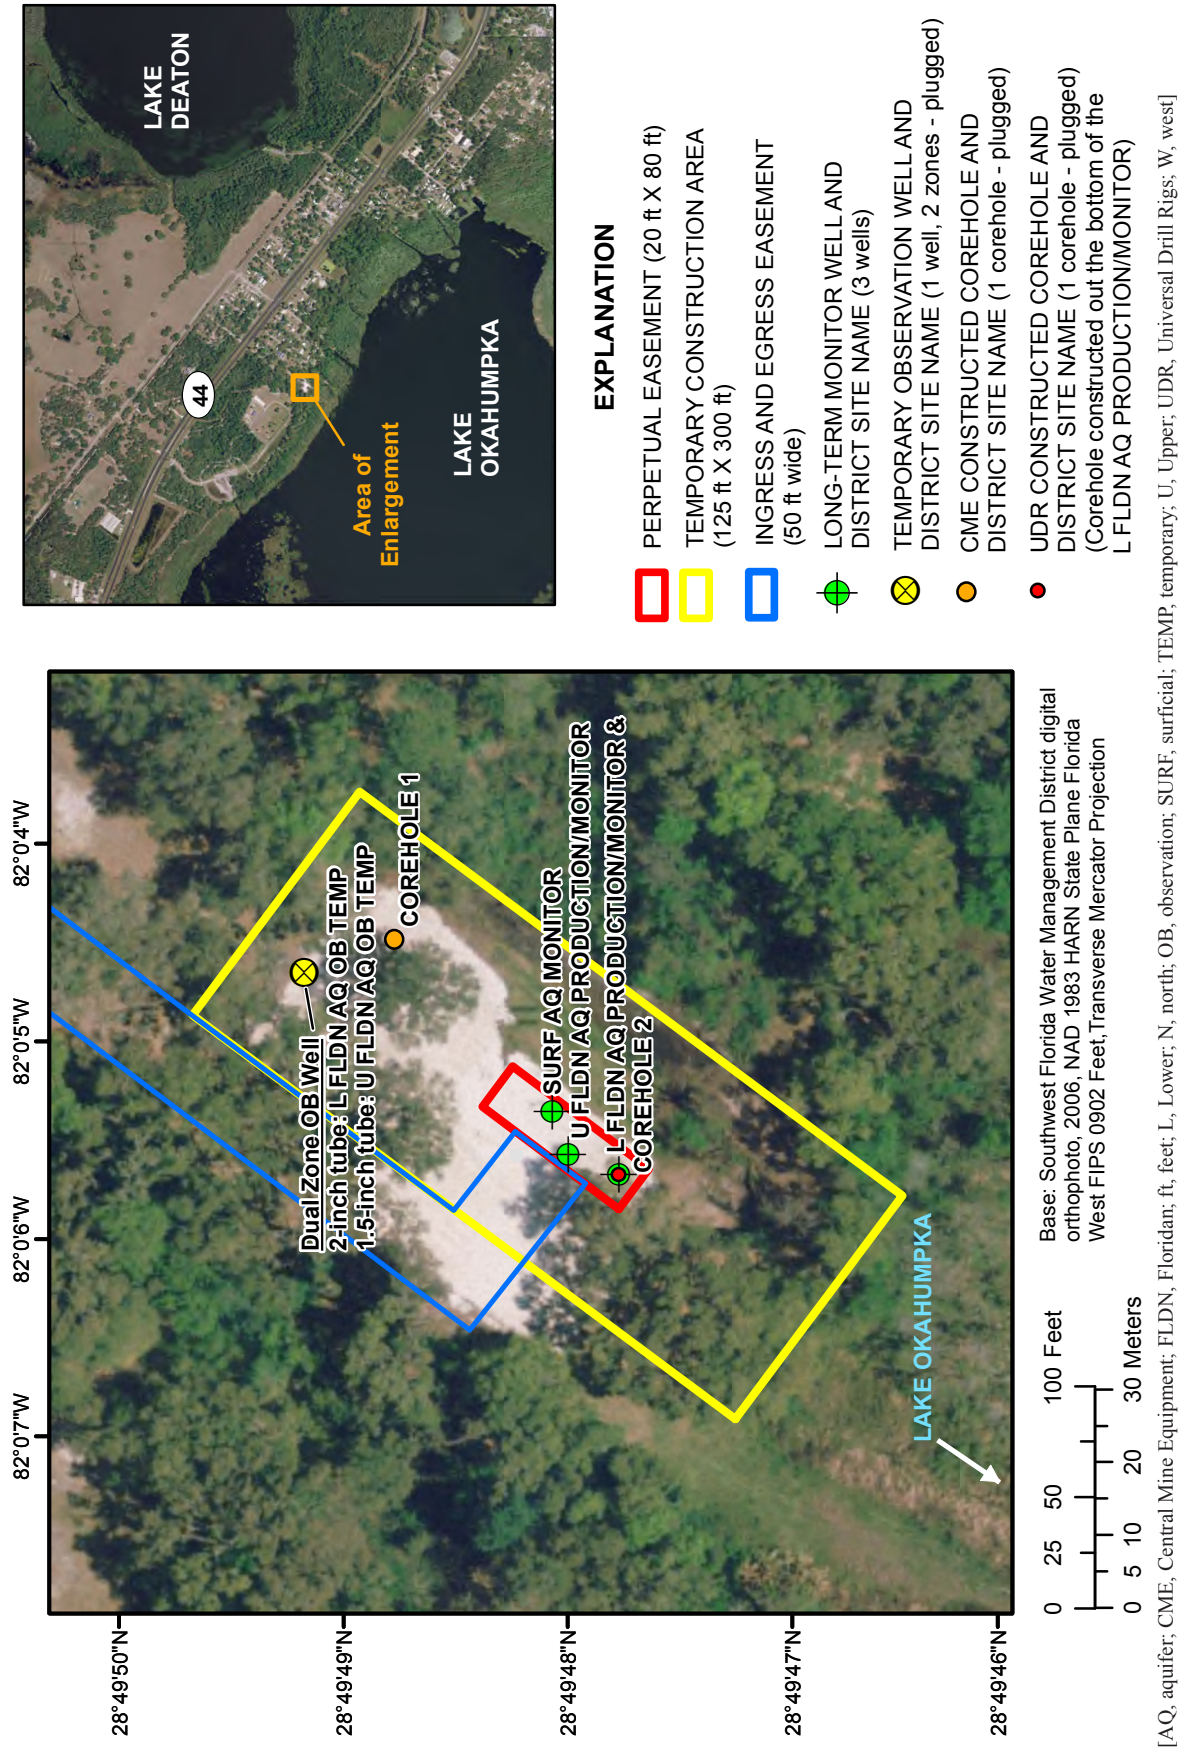 82°0'7"W
82°0'6"W
82°0'5"W
82°0'4"W
28°49'50"N
28°49'49"N
28°49'48"N
28°49'47"N
28°49'46"N
Dual Zone OB Well
2-inch tube: L FLDN AQ OB TEMP
1.5-inch tube: U FLDN AQ OB TEMP
COREHOLE 1
SURF AQ MONITOR
U FLDN AQ PRODUCTION/MONITOR
L FLDN AQ PRODUCTION/MONITOR &
COREHOLE 2
LAKE OKAHUMPKA
LAKE
DEATON
44
Area of
Enlargement
LAKE
OKAHUMPKA
EXPLANATION
PERPETUAL EASEMENT (20 ft X 80 ft)
TEMPORARY CONSTRUCTION AREA
(125 ft X 300 ft)
INGRESS AND EGRESS EASEMENT
(50 ft wide)
LONG-TERM MONITOR WELL AND
DISTRICT SITE NAME (3 wells)
TEMPORARY OBSERVATION WELL AND
DISTRICT SITE NAME (1 well, 2 zones - plugged)
CME CONSTRUCTED COREHOLE AND
DISTRICT SITE NAME (1 corehole - plugged)
UDR CONSTRUCTED COREHOLE AND
DISTRICT SITE NAME (1 corehole - plugged)
(Corehole constructed out the bottom of the
L FLDN AQ PRODUCTION/MONITOR)
0 25 50 100 Feet
0 5 10 20 30 Meters
Base: Southwest Florida Water Management District digital
orthophoto, 2006, NAD 1983 HARN State Plane Florida
West FIPS 0902 Feet,Transverse Mercator Projection
[AQ, aquifer; CME, Central Mine Equipment; FLDN, Floridan; ft, feet; L, Lower; N, north; OB, observation; SURF, surficial; TEMP, temporary; U, Upper; UDR, Universal Drill Rigs; W, west]